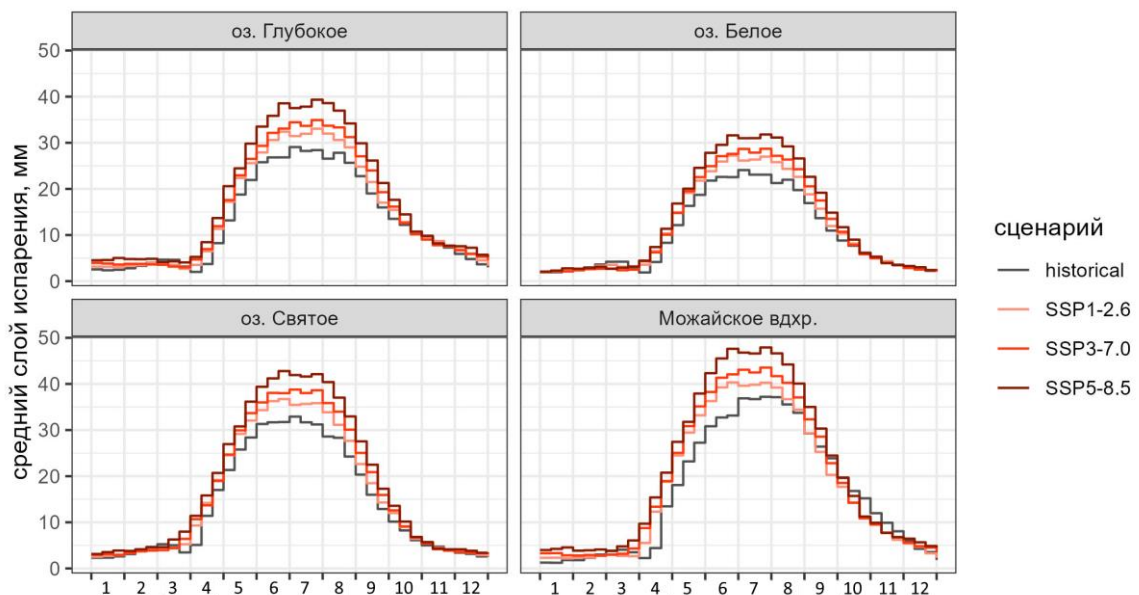 оз. Глубокое
оз. Белое
50
40
30
20
10
0
оз. Святое
Можайское вдхр.
50
40
30
20
10
0
1 2 3 4 5 6 7 8 9 10 11 12
1 2 3 4 5 6 7 8 9 10 11 12
средний слой испарения, мм
сценарий
historical
SSP1-2.6
SSP3-7.0
SSP5-8.5